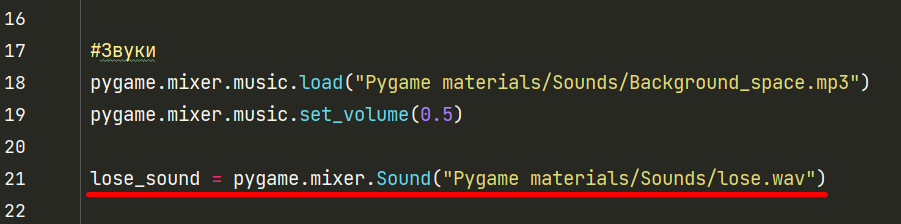 16
17 #Звуки
18 pygame.mixer.music.load("Pygame materials/Sounds/Background_space.mp3")
19 pygame.mixer.music.set_volume(0.5)
20
21 lose_sound = pygame.mixer.Sound("Pygame materials/Sounds/lose.wav")
22